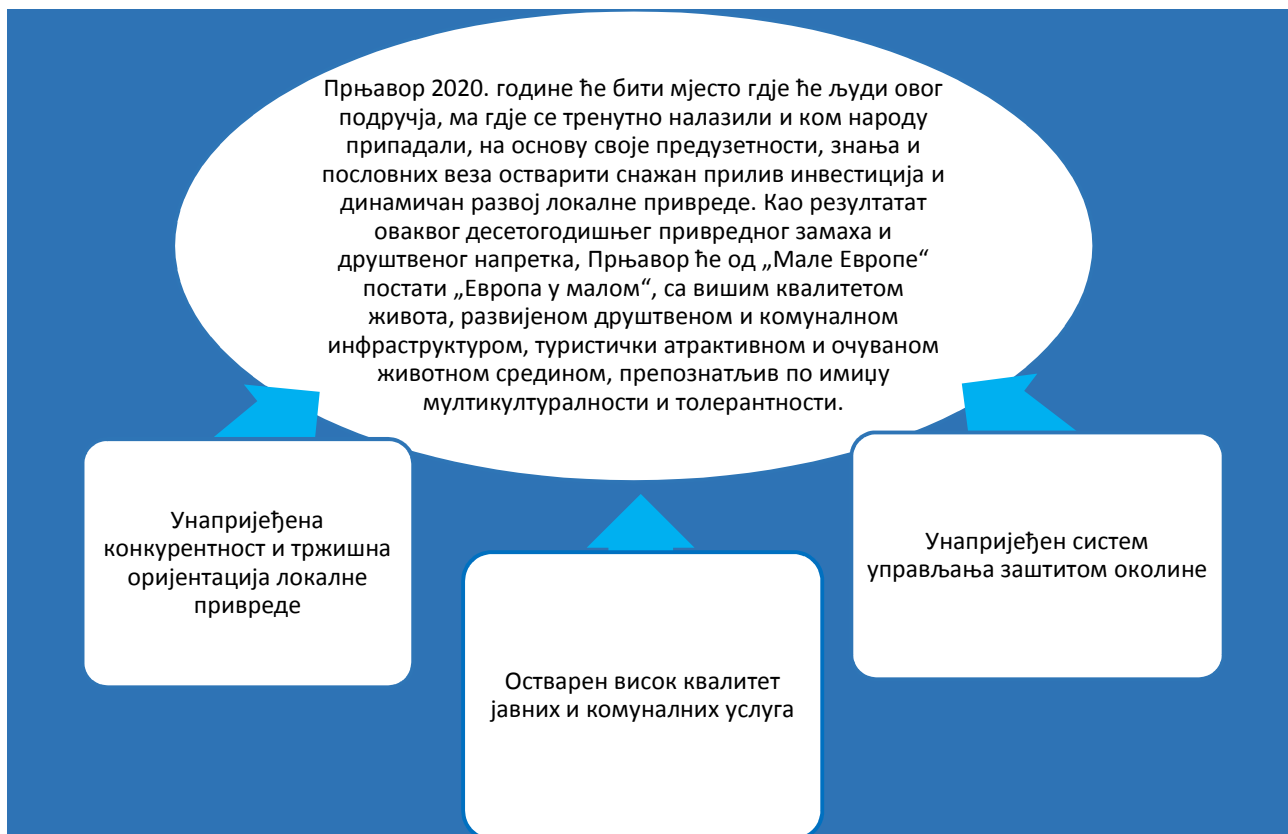 Прњавор 2020. године ће бити мјесто гдје ће људи овог
подручја, ма гдје се тренутно налазили и ком народу
припадали, на основу своје предузетности, знања и
пословних веза остварити снажан прилив инвестиција и
динамичан развој локалне привреде. Као резултатат
оваквог десетогодишњег привредног замаха и
друштвеног напретка, Прњавор ће од „Мале Европе“
постати „Европа у малом“, са вишим квалитетом
живота, развијеном друштвеном и комуналном
инфраструктуром, туристички атрактивном и очуваном
животном средином, препознатљив по имиџу
мултикултуралности и толерантности.
Унапријеђена
конкурентност и тржишна
оријентација локалне
привреде
Остварен висок квалитет
јавних и комуналних услуга
Унапријеђен систем
управљања заштитом околине